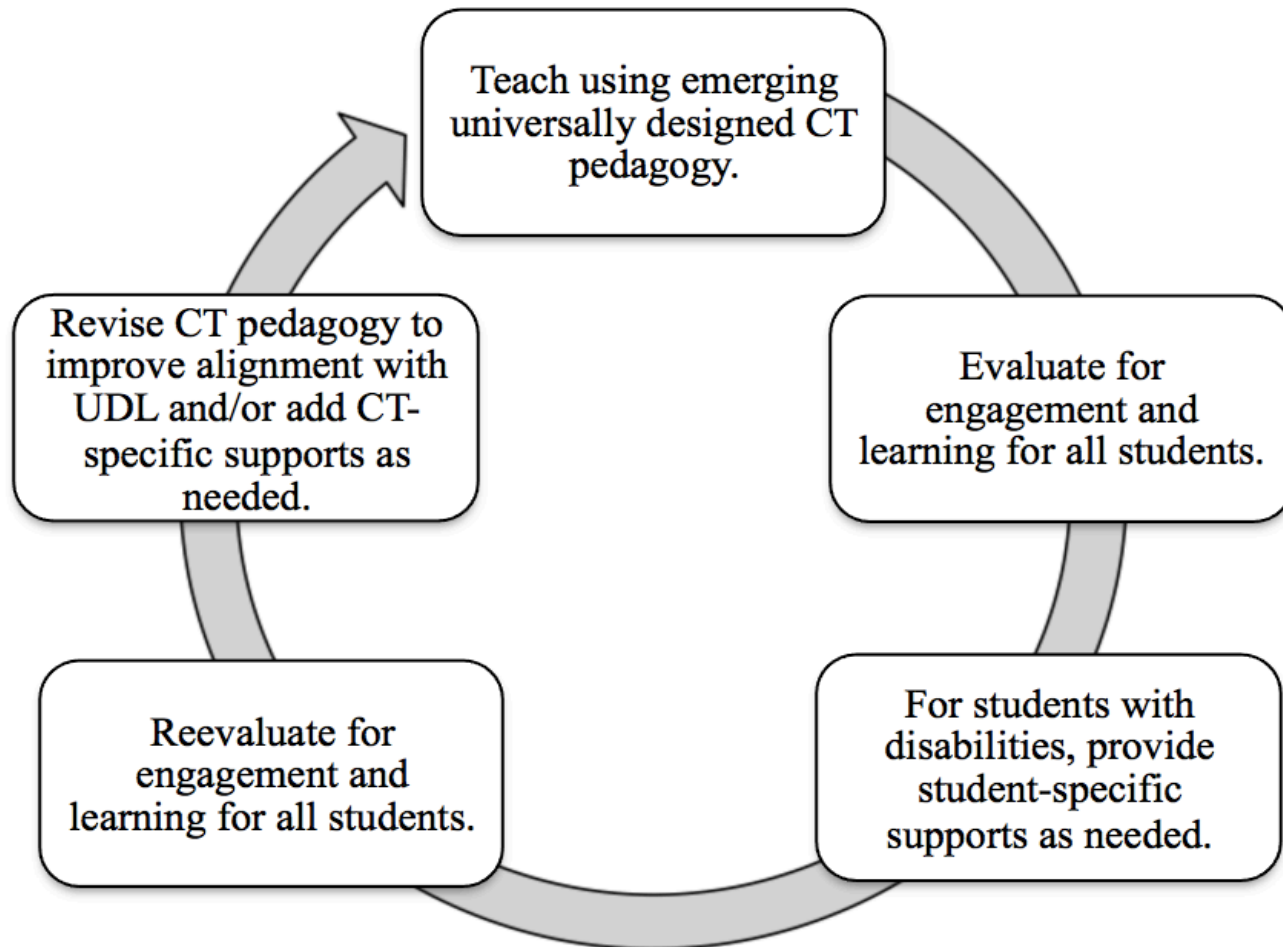 Teach using emerging
universally designed CT
pedagogy.
Evaluate for
engagement and
learning for all students.
For students with
disabilities, provide
student-specific
supports as needed.
Reevaluate for
engagement and
learning for all students.
Revise CT pedagogy to
improve alignment with
UDL and/or add CT-
specific supports as
needed.